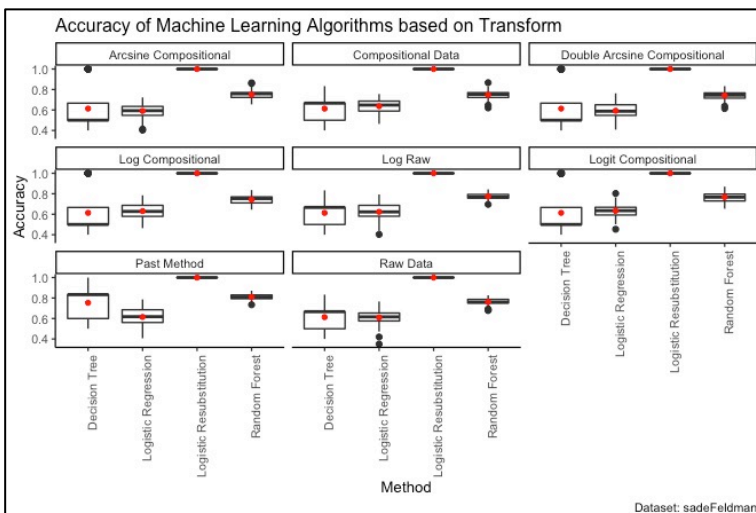 Accuracy of Machine Learning Algorithms based on Transform
Arcsine Compositional
Compositional Data
Double Arcsine Compositional
1.0
0.8
0.6
0.4
Log Compositional
Log Raw
Logit Compositional
Accuracy
1.0
0.8
0.6
0.4
Past Method
Raw Data
1.0
0.8
0.6
0.4
Decision Tree
Logistic Regression
Logistic Resubstitution
Random Forest
Decision Tree
Logistic Regression
Logistic Resubstitution
Random Forest
Decision Tree
Logistic Regression
Logistic Resubstitution
Random Forest
Method
Dataset: sadeFeldman